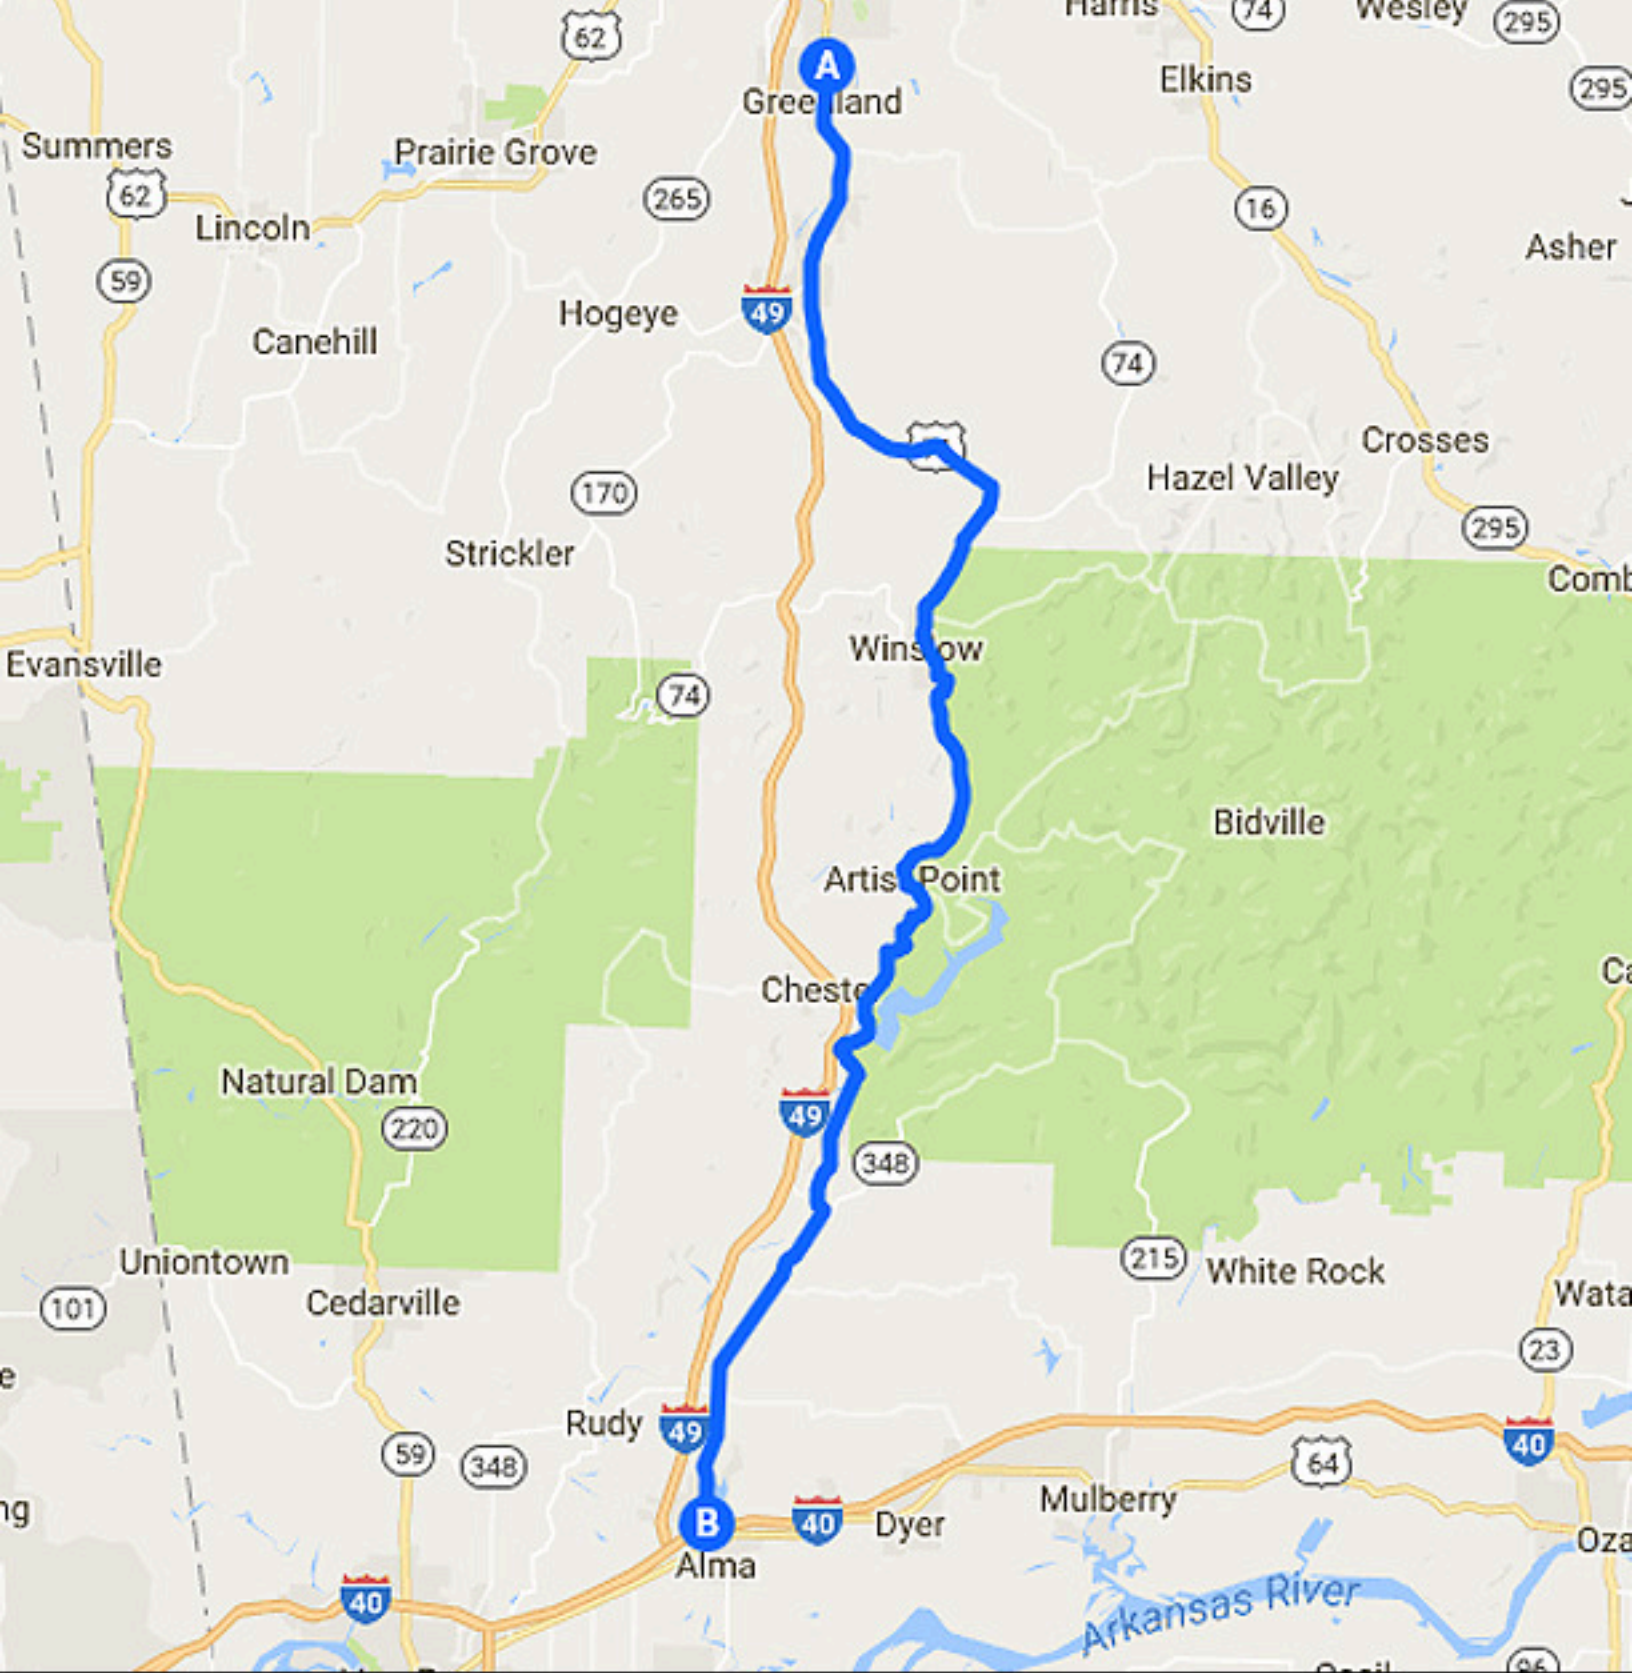 Harris
74
Wesley
295
62
A
Elkins
295
Greenland
Summers
Prairie Grove
62
265
16
Lincoln
Asher
59
49
Hogeye
Canehill
74
Crosses
Hazel Valley
170
295
Strickler
Comb
Winslow
Evansville
74
Bidville
Artist Point
Ca
Cheste
Natural Dam
49
220
348
215
Uniontown
White Rock
Cedarville
101
Wata
23
e
Rudy
49
40
59
348
64
Mulberry
ng
B
40
Dyer
Oza
Alma
40
Arkansas River
96